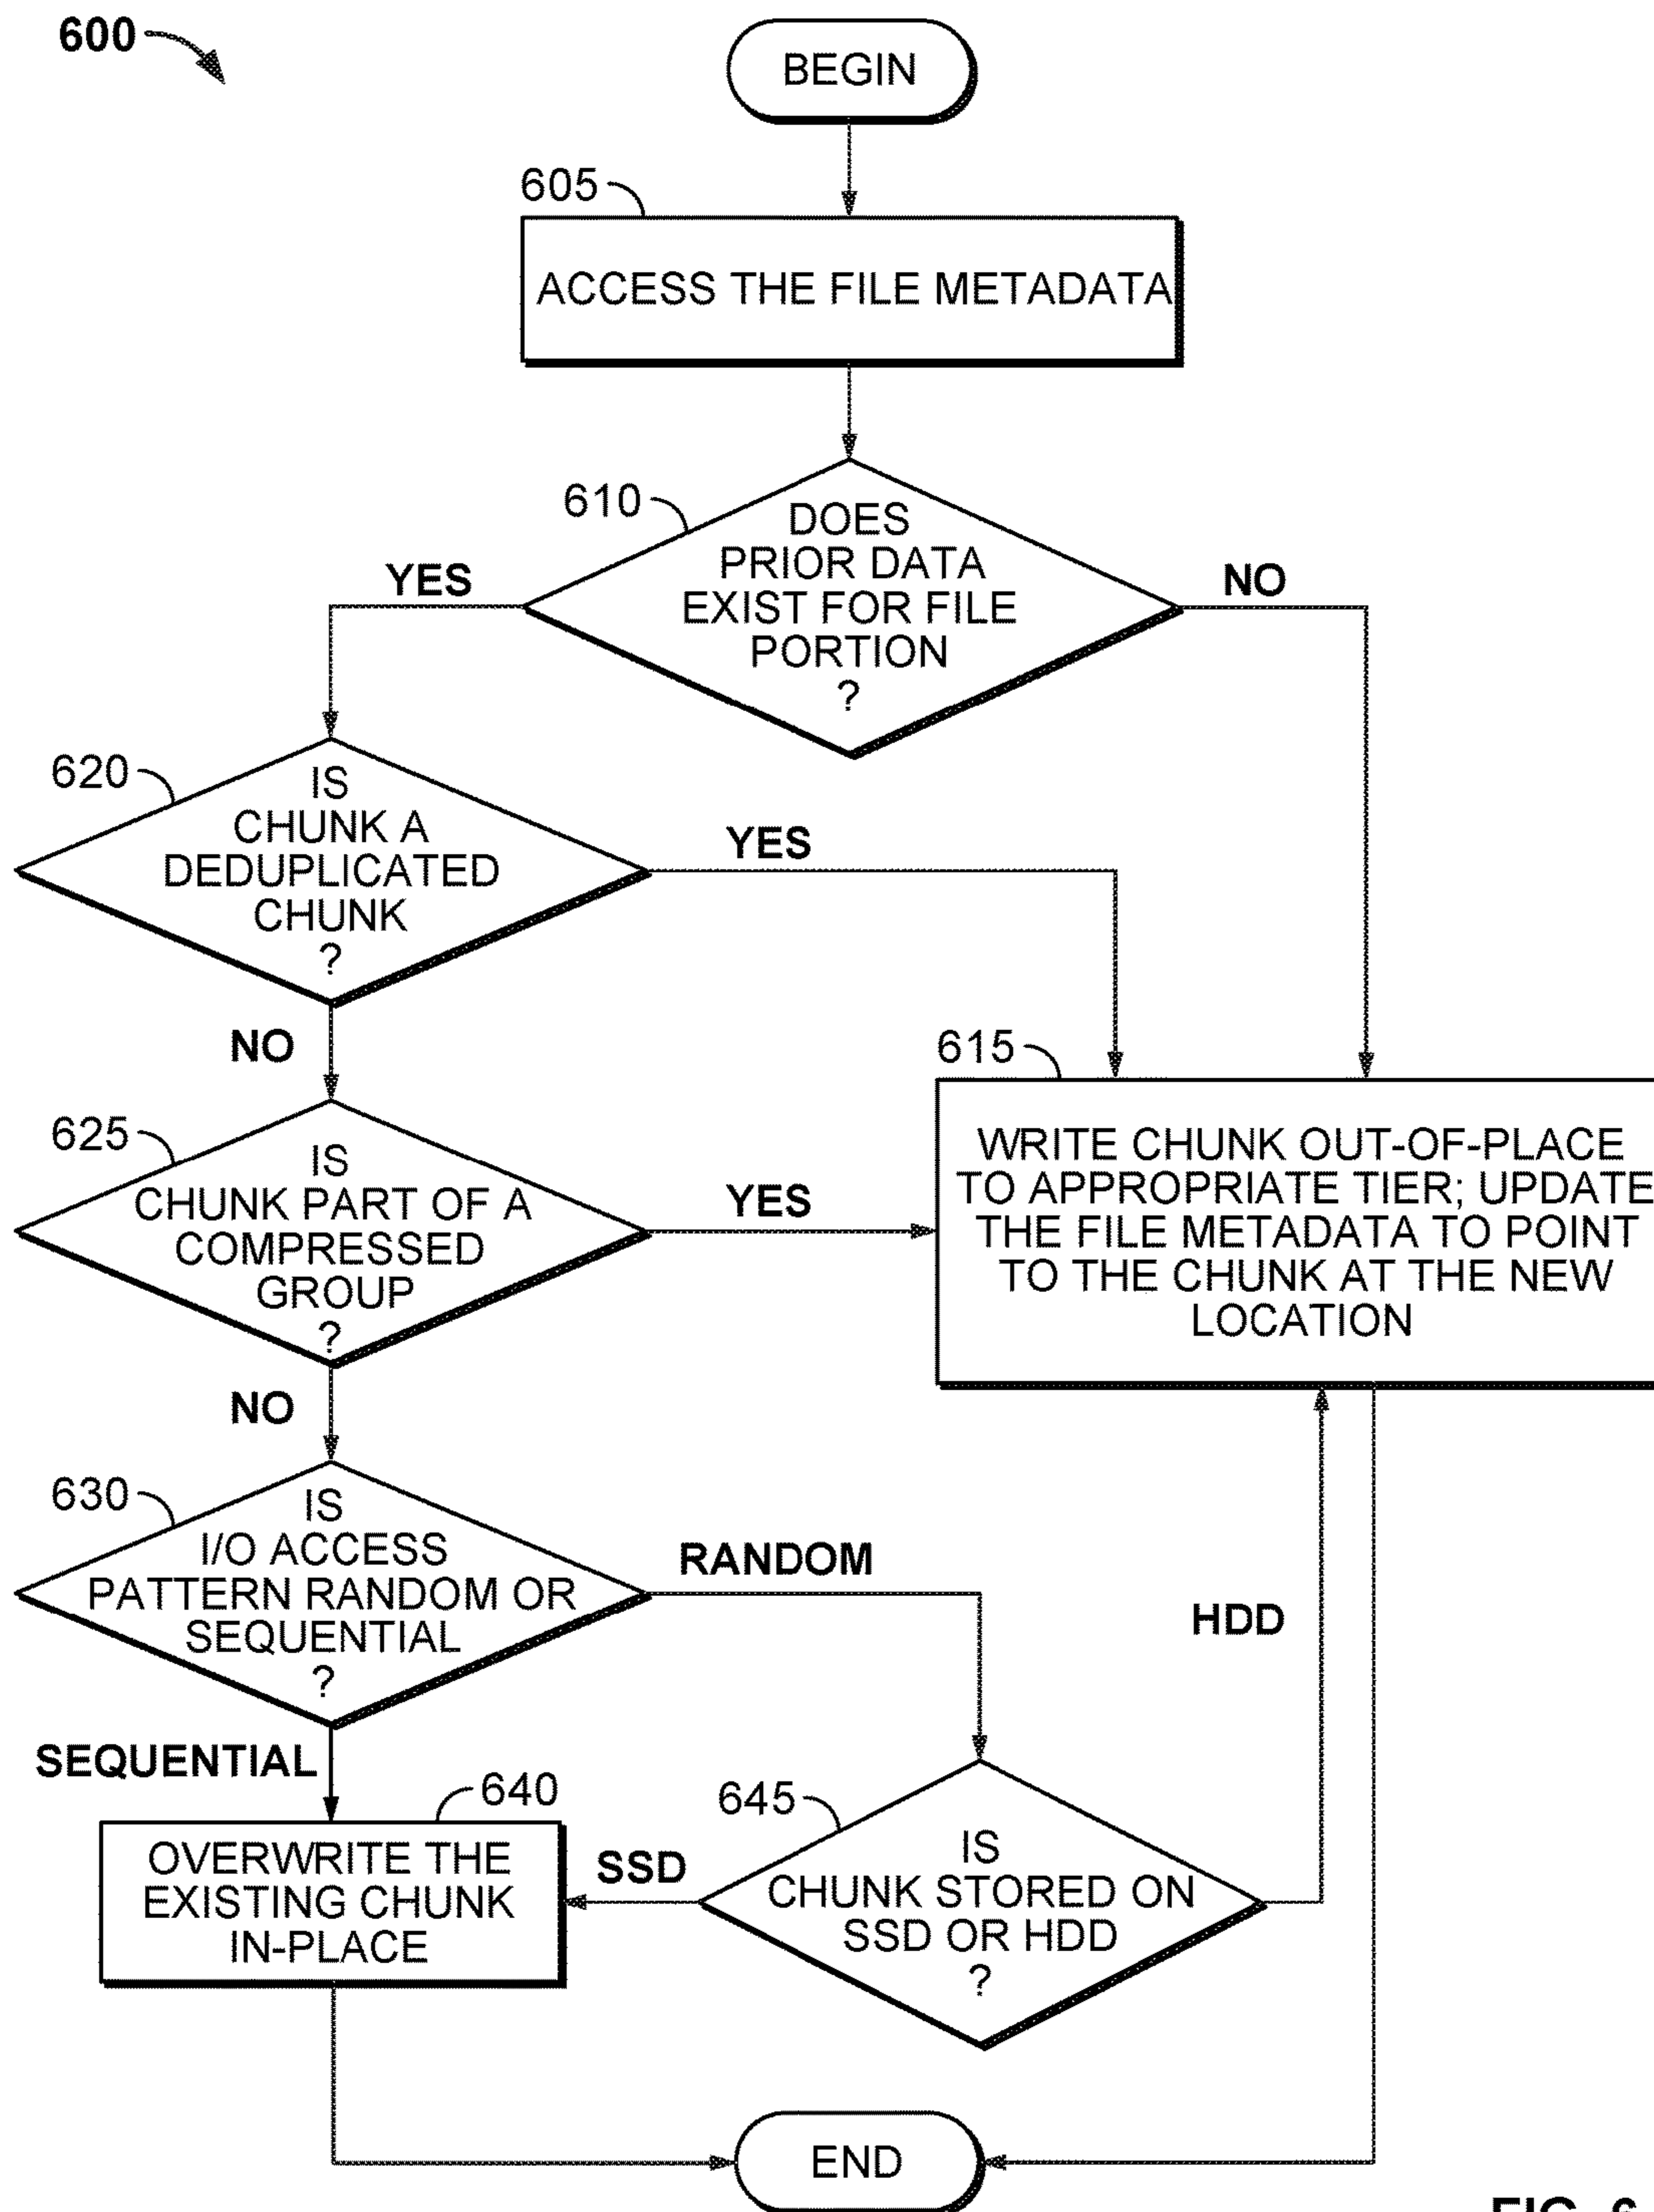 600
BEGIN
605
ACCESS THE FILE METADATA
610
DOES
PRIOR DATA
EXIST FOR FILE
PORTION
?
YES
NO
620
IS
CHUNK A
DEDUPLICATED
CHUNK
?
YES
NO
615
WRITE CHUNK OUT-OF-PLACE
TO APPROPRIATE TIER; UPDATE
THE FILE METADATA TO POINT
TO THE CHUNK AT THE NEW
LOCATION
625
IS
CHUNK PART OF A
COMPRESSED
GROUP
?
YES
NO
630
IS
I/O ACCESS
PATTERN RANDOM OR
SEQUENTIAL
?
RANDOM
HDD
SEQUENTIAL
640
OVERWRITE THE
EXISTING CHUNK
IN-PLACE
SSD
645
IS
CHUNK STORED ON
SSD OR HDD
?
END
FIG. 6